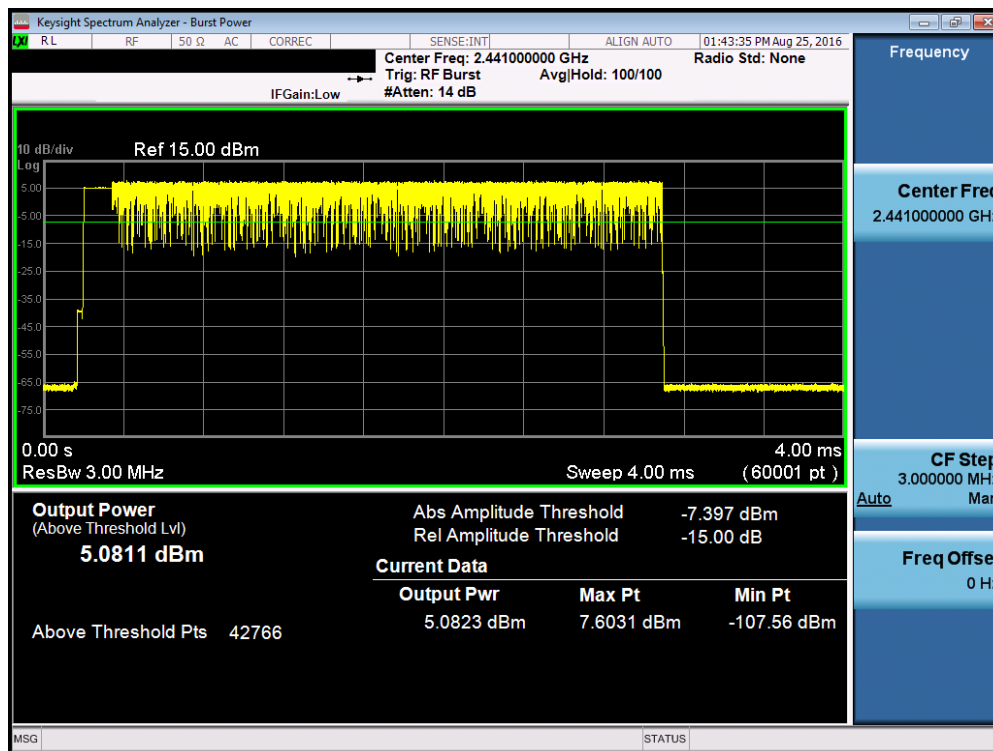 Keysight Spectrum Analyzer - Burst Power
LXI RL RF 50 Ω AC CORREC SENSE:INT ALIGN AUTO 01:43:35 PM Aug 25, 2016
Center Freq: 2.441000000 GHz Radio Std: None
Trig: RF Burst Avg|Hold: 100/100
IFGain:Low #Atten: 14 dB
10 dB/div Ref 15.00 dBm
Log
5.00
-5.00
-15.0
-25.0
-35.0
-45.0
-55.0
-65.0
-75.0
0.00 s 4.00 ms
ResBw 3.00 MHz Sweep 4.00 ms (60001 pt)
Output Power
(Above Threshold Lvl)
5.0811 dBm
Above Threshold Pts 42766
Abs Amplitude Threshold -7.397 dBm
Rel Amplitude Threshold -15.00 dB
Current Data
Output Pwr Max Pt Min Pt
5.0823 dBm 7.6031 dBm -107.56 dBm
MSG STATUS
Frequency
Center Freq
2.441000000 GHz
CF Step
3.000000 MHz
Auto Man
Freq Offse
0 Hz